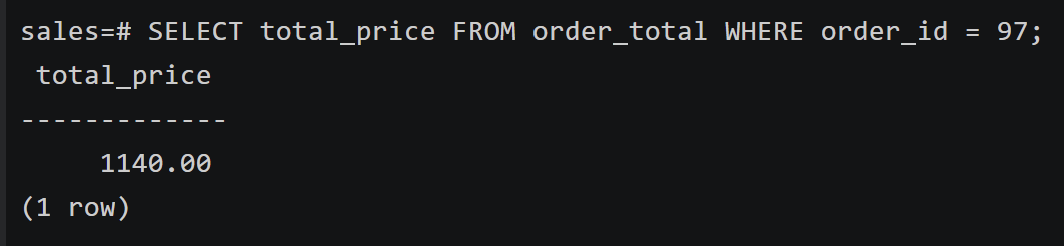 sales=# SELECT total_price FROM order_total WHERE order_id = 97;
 total_price
-------------
     1140.00
(1 row)